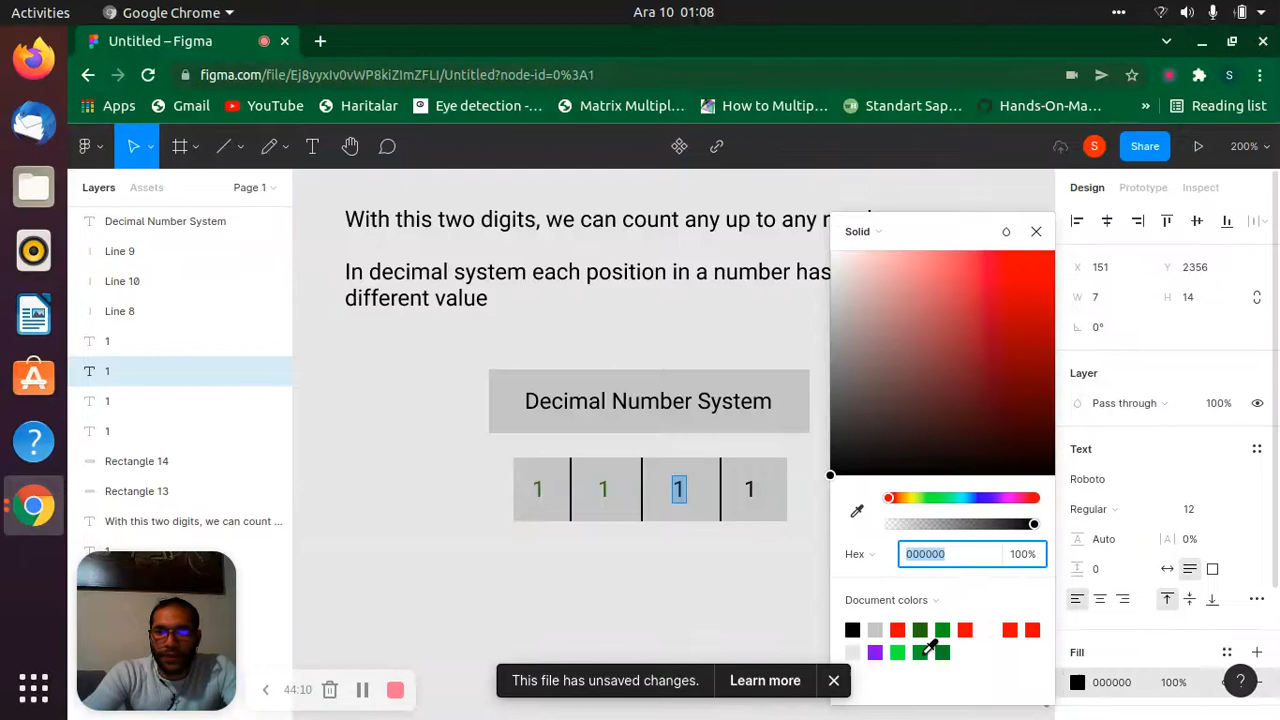 Activities
Google Chrome
Ara 10 01:08
Untitled – Figma
figma.com/file/Ej8yyxIv0vWP8kiZImZFLI/Untitled?node-id=0%3A1
S
Apps
Gmail
YouTube
Haritalar
Eye detection -...
Matrix Multipl...
How to Multip...
Standart Sap...
Hands-On-Ma...
»
Reading list
T
S
Share
200%
Layers
Assets
Page 1
Design
Prototype
Inspect
Decimal Number System
Line 9
Line 10
Line 8
1
1
1
1
Rectangle 14
Rectangle 13
With this two digits, we can count ...
With this two digits, we can count any up to any
In decimal system each position in a number has
different value
Decimal Number System
1 1 1 1
Solid
Hex
000000
100%
Document colors
X 151
Y 2356
W 7
H 14
0°
Layer
Pass through
100%
Text
Roboto
Regular
12
Auto
0%
0
Fill
000000
100%
?
44:10
This file has unsaved changes.
Learn more